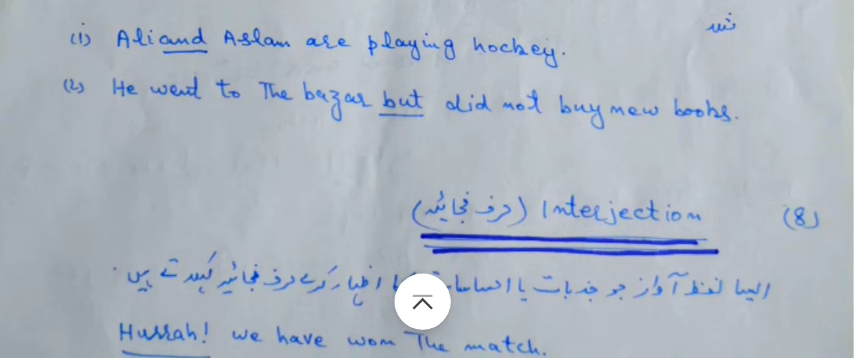 (i) Ali and Aslam are playing hockey.
(2) He went to The bazar but did not buy new books.
(8) Interjection (حرف فجائیہ)
ایسا لفظ آواز جو جذبات یا احساسات کا اظہار کرے حرف فجائیہ کہلاتے ہیں۔
Hurrah! we have won The match.